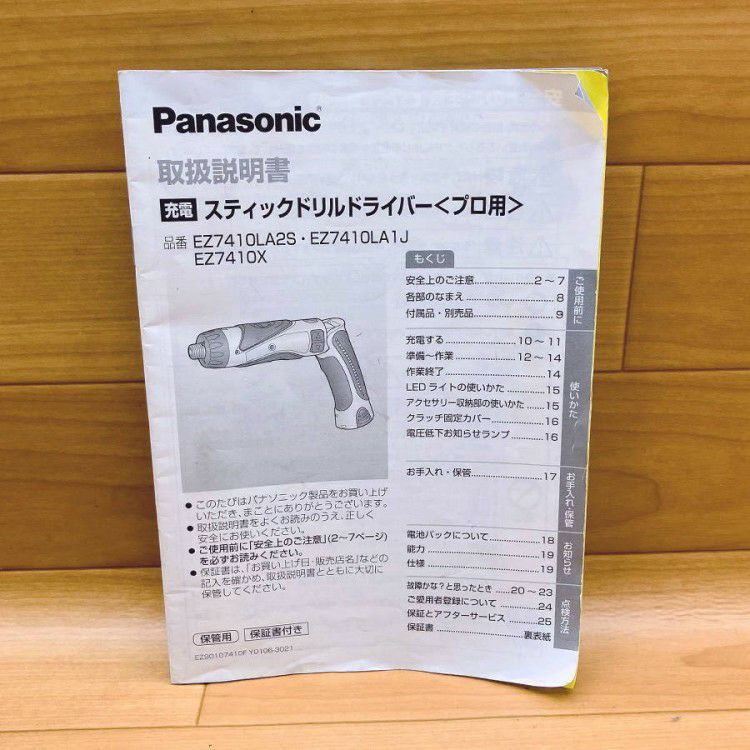 Panasonic®
取扱説明書
充電 スティックドリルドライバー<プロ用>
品番 EZ7410LA2S・EZ7410LA1J
EZ7410X
もくじ
安全上のご注意……………2～7
各部のなまえ……………8
付属品・別売品……………9
ご使用前に
充電する……………10～11
準備～作業……………12～14
作業終了……………14
LEDライトの使いかた……15
アクセサリー収納部の使いかた……15
クラッチ固定カバー……………16
電圧低下お知らせランプ……16
使いかた
お手入れ・保管……………17
お手入れ・保管
電池パックについて……………18
能力……………19
仕様……………19
お知らせ
故障かな?と思ったとき……20～23
ご愛用者登録について……………24
保証とアフターサービス……………25
保証書……………裏表紙
点検方法
●このたびはパナソニック製品をお買い上げ
いただき、まことにありがとうございます。
●取扱説明書をよくお読みのうえ、正しく
安全にお使いください。
●ご使用前に「安全上のご注意」(2～7ページ)
を必ずお読みください。
●保証書は、「お買い上げ日・販売店名」などの
記入を確かめ、取扱説明書とともに大切に
保管してください。
保管用 保証書付き
EZ90107410F Y0106-3021